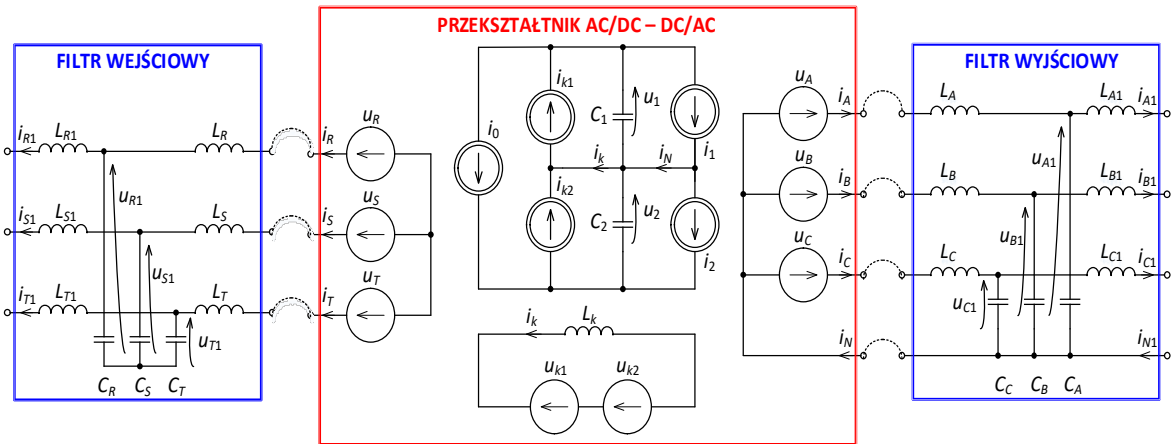 PRZEKSZTAŁTNIK AC/DC – DC/AC
FILTR WEJŚCIOWY
FILTR WYJŚCIOWY
iR1 LR1 LR iR uR
uR1
iS1 LS1 LS iS uS
uS1
iT1 LT1 LT iT uT
uT1
CR CS CT
i0
ik1 C1 u1 i1
ik iN
ik2 C2 u2 i2
ik Lk
uk1 uk2
uA iA LA LA1 iA1
uA1
uB iB LB LB1 iB1
uB1
uC iC LC LC1 iC1
uC1
iN iN1
CC CB CA